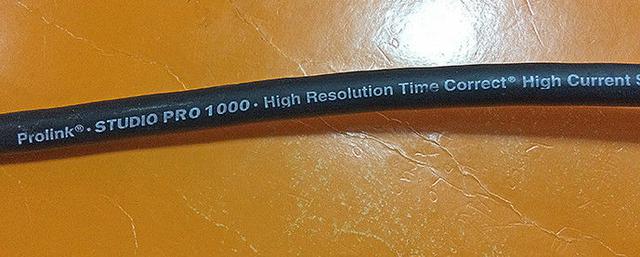 Prolink®· STUDIO PRO 1000 · High Resolution Time Correct® High Current